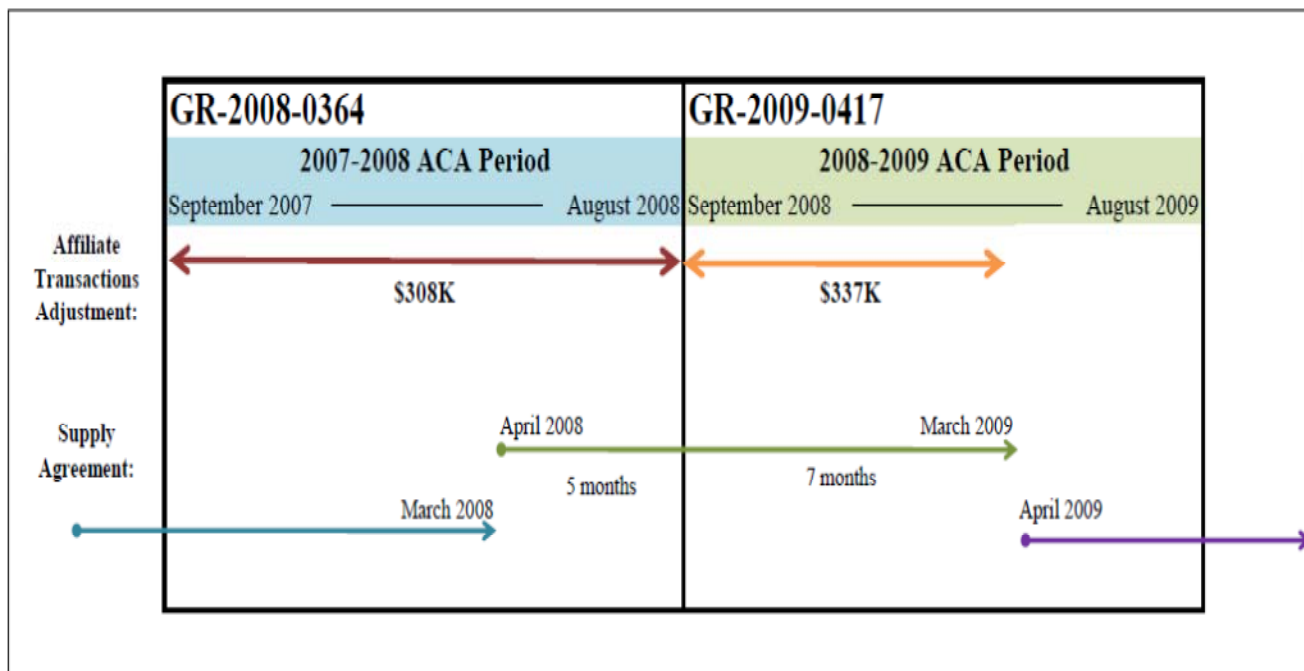 GR-2008-0364
GR-2009-0417
2007-2008 ACA Period
2008-2009 ACA Period
September 2007
August 2008
September 2008
August 2009
Affiliate
Transactions
Adjustment:
$308K
$337K
Supply
Agreement:
April 2008
March 2009
5 months
7 months
March 2008
April 2009